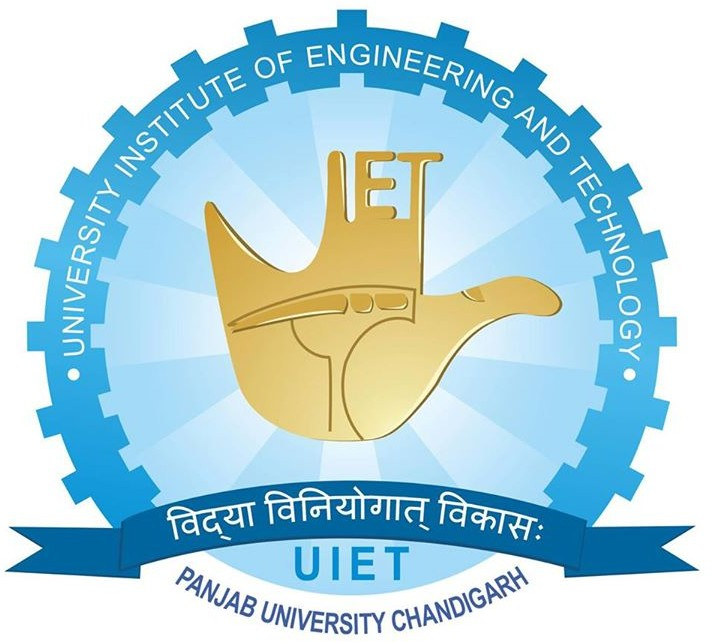 • UNIVERSITY INSTITUTE OF ENGINEERING AND TECHNOLOGY •
IET
विद्या विनियोगात् विकासः
UIET
PANJAB UNIVERSITY CHANDIGARH